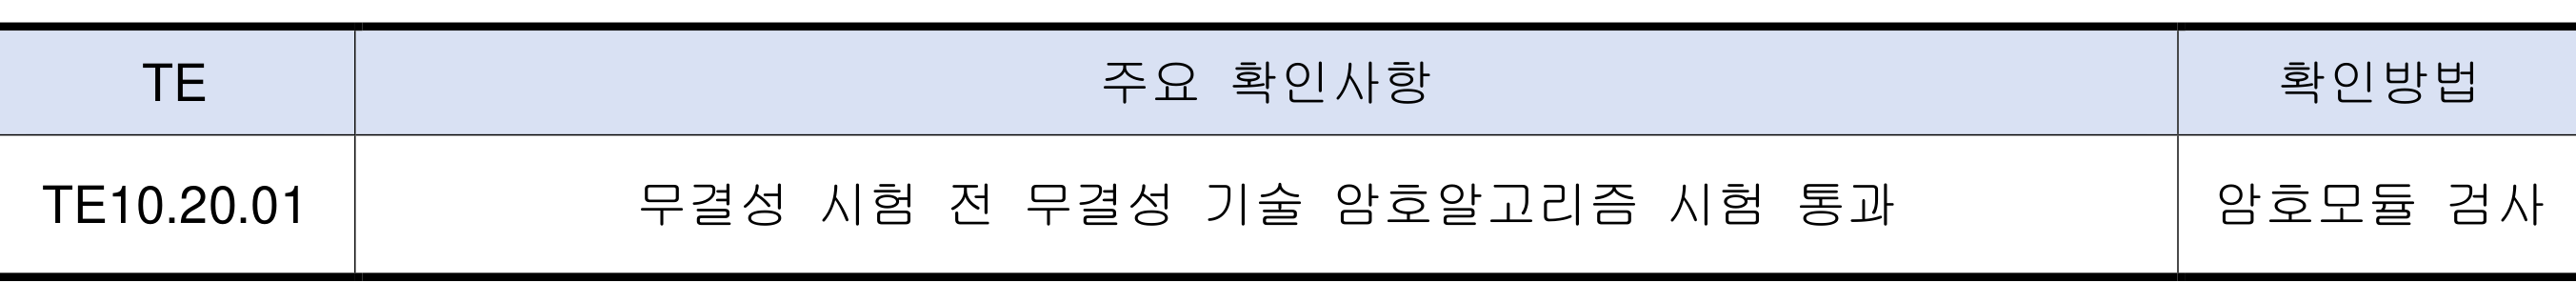 TE 주요 확인사항 확인방법
TE10.20.01 무결성 시험 전 무결성 기술 암호알고리즘 시험 통과 암호모듈 검사